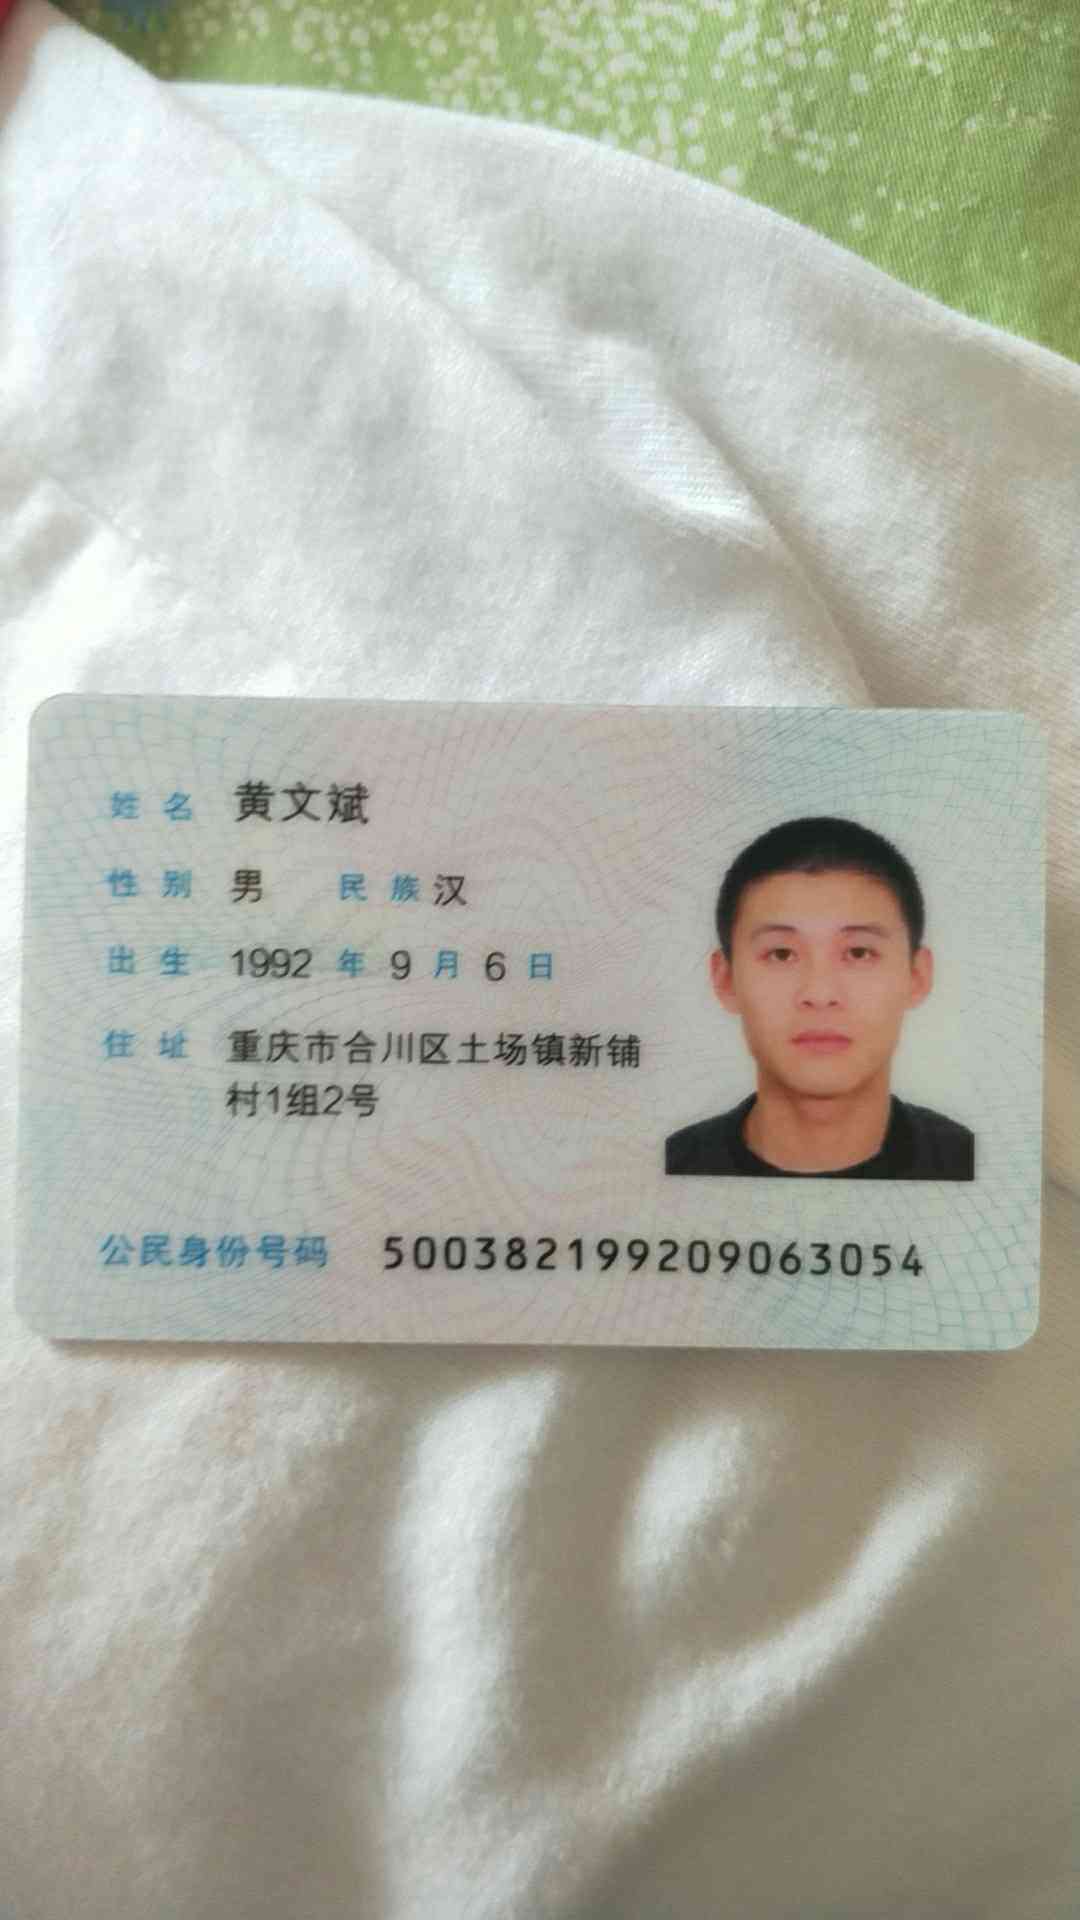 姓名 黄文斌
性别 男 民族 汉
出生 1992 年 9 月 6 日
住址 重庆市合川区土场镇新铺
村1组2号
公民身份号码 500382199209063054